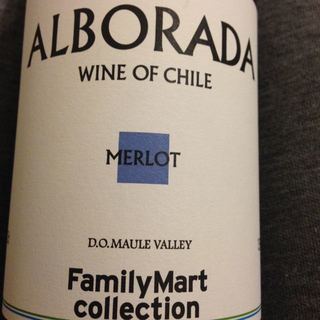 ALBORADA
WINE OF CHILE
MERLOT
D.O. MAULE VALLEY
FamilyMart
collection